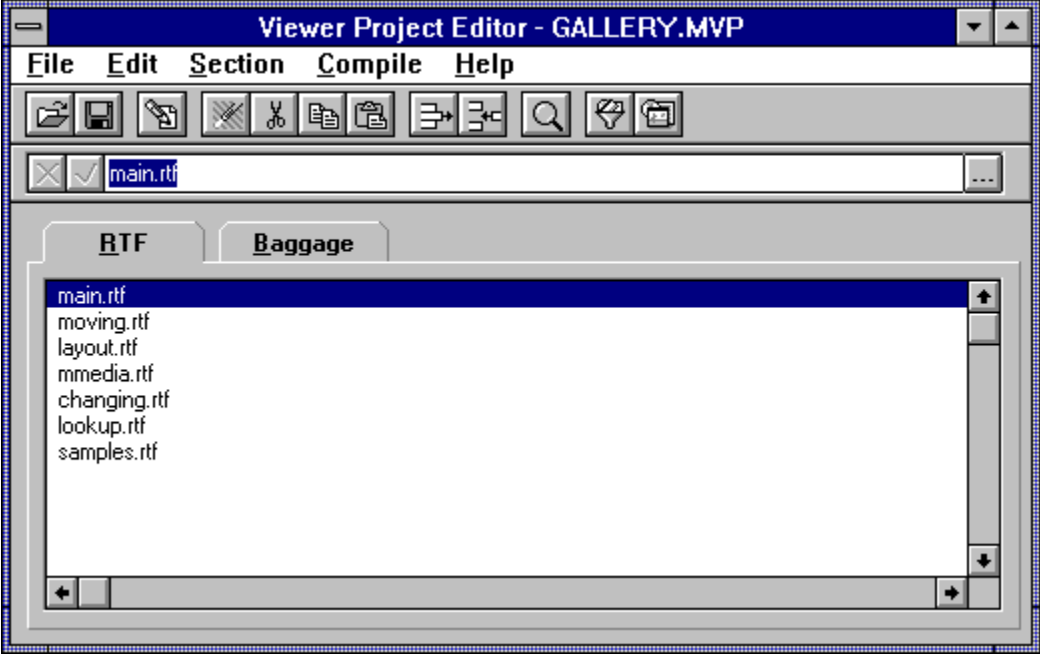 Viewer Project Editor - GALLERY.MVP
File Edit Section Compile Help
main.rtf ...
RTF Baggage
main.rtf
moving.rtf
layout.rtf
mmedia.rtf
changing.rtf
lookup.rtf
samples.rtf